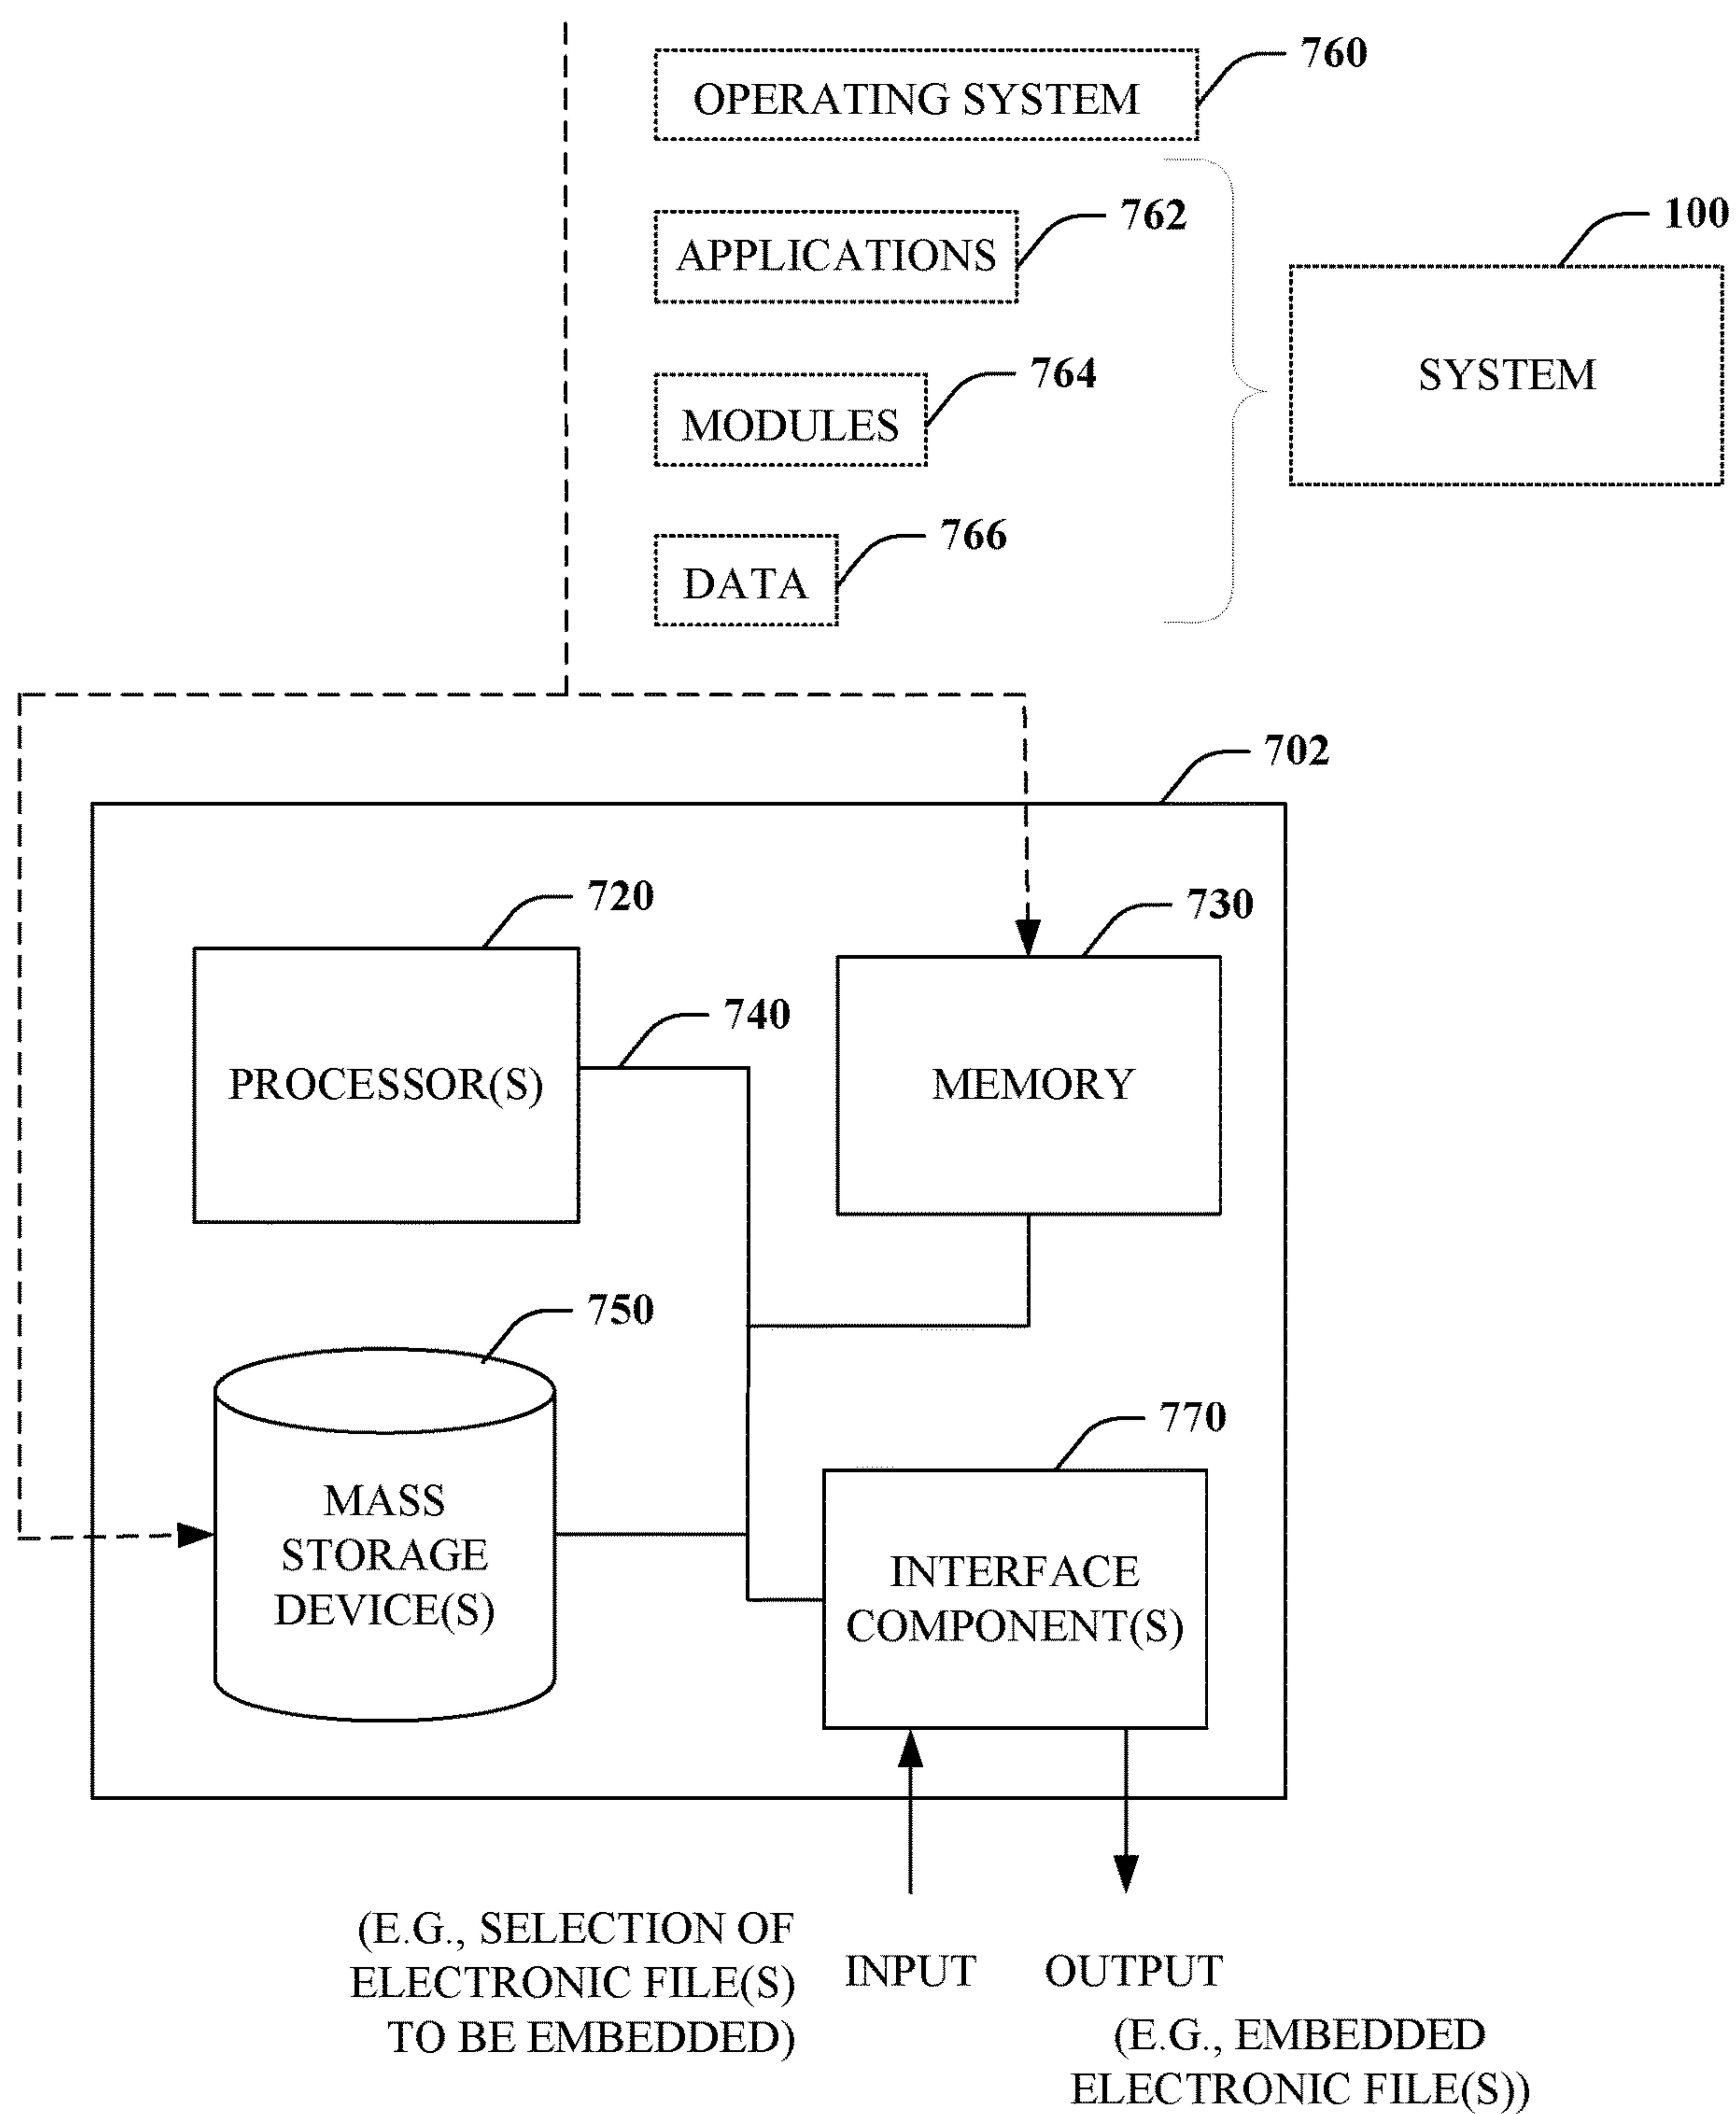 760
OPERATING SYSTEM
762
100
APPLICATIONS
764
SYSTEM
MODULES
766
DATA
702
720
730
740
PROCESSOR(S)
MEMORY
750
770
MASS
STORAGE
DEVICE(S)
INTERFACE
COMPONENT(S)
(E.G., SELECTION OF
ELECTRONIC FILE(S)
TO BE EMBEDDED)
INPUT
OUTPUT
(E.G., EMBEDDED
ELECTRONIC FILE(S))